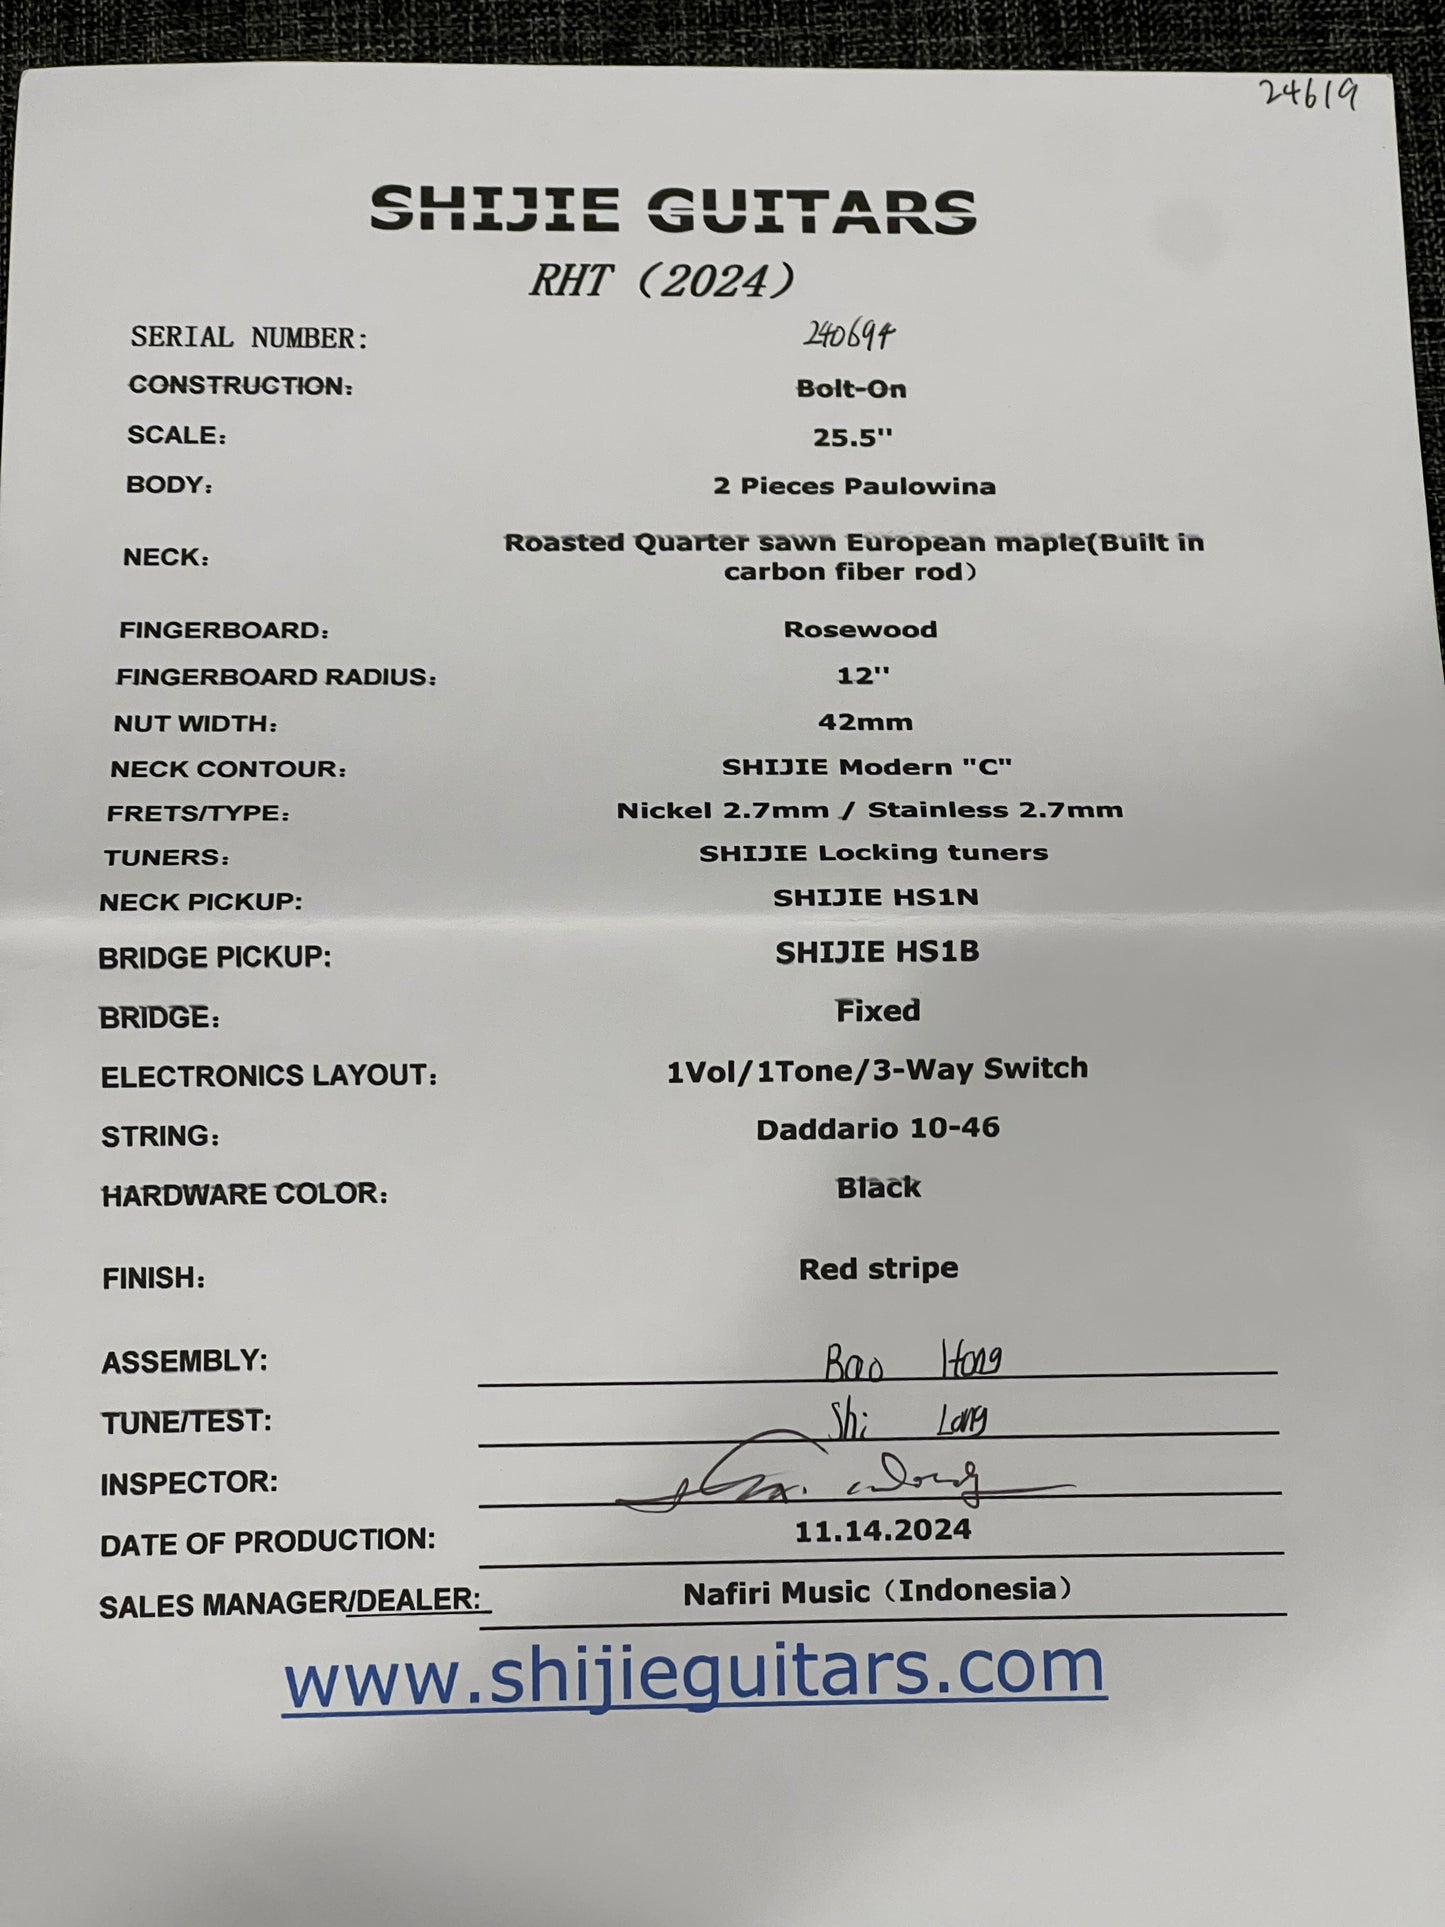 24619
SHIJIE GUITARS
RHT（2024）
SERIAL NUMBER: 240694
CONSTRUCTION: Bolt-On
SCALE: 25.5''
BODY: 2 Pieces Paulowina
NECK: Roasted Quarter sawn European maple(Built in
carbon fiber rod）
FINGERBOARD: Rosewood
FINGERBOARD RADIUS: 12''
NUT WIDTH: 42mm
NECK CONTOUR: SHIJIE Modern "C"
FRETS/TYPE: Nickel 2.7mm / Stainless 2.7mm
TUNERS: SHIJIE Locking tuners
NECK PICKUP: SHIJIE HS1N
BRIDGE PICKUP: SHIJIE HS1B
BRIDGE: Fixed
ELECTRONICS LAYOUT: 1Vol/1Tone/3-Way Switch
STRING: Daddario 10-46
HARDWARE COLOR: Black
FINISH: Red stripe
ASSEMBLY: Bao Hong
TUNE/TEST: Shi Lang
INSPECTOR:
DATE OF PRODUCTION: 11.14.2024
SALES MANAGER/DEALER: Nafiri Music（Indonesia）
www.shijieguitars.com